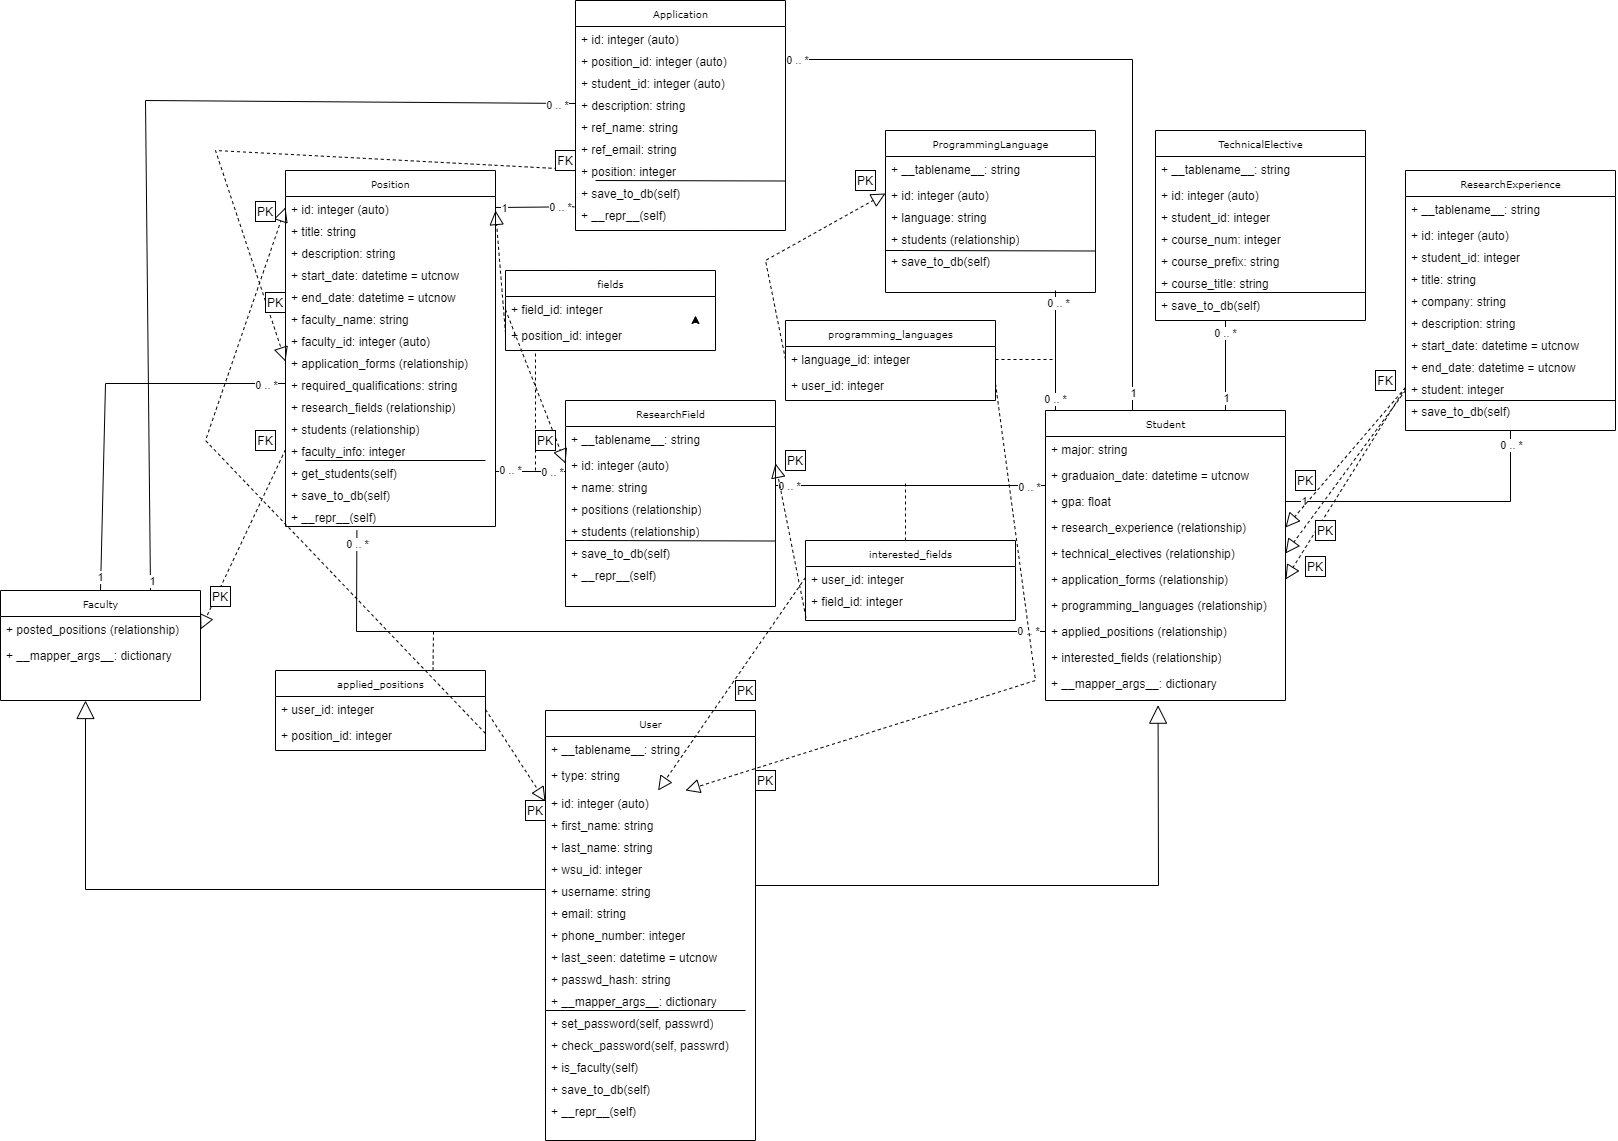 Application
+ id: integer (auto)
+ position_id: integer (auto)
+ student_id: integer (auto)
+ description: string
+ ref_name: string
+ ref_email: string
+ position: integer
+ save_to_db(self)
+ __repr__(self)
0 .. *
0 .. *
FK
0 .. *
1
Position
+ id: integer (auto)
+ title: string
+ description: string
+ start_date: datetime = utcnow
+ end_date: datetime = utcnow
+ faculty_name: string
+ faculty_id: integer (auto)
+ application_forms (relationship)
+ required_qualifications: string
+ research_fields (relationship)
+ students (relationship)
+ faculty_info: integer
+ get_students(self)
+ save_to_db(self)
+ __repr__(self)
PK
PK
0 .. *
FK
0 .. *
0 .. *
0 .. *
fields
+ field_id: integer
+ position_id: integer
ProgrammingLanguage
+ __tablename__: string
+ id: integer (auto)
+ language: string
+ students (relationship)
+ save_to_db(self)
PK
0 .. *
0 .. *
programming_languages
+ language_id: integer
+ user_id: integer
TechnicalElective
+ __tablename__: string
+ id: integer (auto)
+ student_id: integer
+ course_num: integer
+ course_prefix: string
+ course_title: string
+ save_to_db(self)
0 .. *
1
1
ResearchExperience
+ __tablename__: string
+ id: integer (auto)
+ student_id: integer
+ title: string
+ company: string
+ description: string
+ start_date: datetime = utcnow
+ end_date: datetime = utcnow
+ student: integer
+ save_to_db(self)
FK
0 .. *
ResearchField
+ __tablename__: string
+ id: integer (auto)
+ name: string
+ positions (relationship)
+ students (relationship)
+ save_to_db(self)
+ __repr__(self)
PK
PK
0 .. *
0 .. *
Student
+ major: string
+ graduaion_date: datetime = utcnow
+ gpa: float
+ research_experience (relationship)
+ technical_electives (relationship)
+ application_forms (relationship)
+ programming_languages (relationship)
+ applied_positions (relationship)
+ interested_fields (relationship)
+ __mapper_args__: dictionary
PK
1
PK
PK
0 .. *
interested_fields
+ user_id: integer
+ field_id: integer
1
1
Faculty
+ posted_positions (relationship)
+ __mapper_args__: dictionary
PK
applied_positions
+ user_id: integer
+ position_id: integer
PK
PK
PK
User
+ __tablename__: string
+ type: string
+ id: integer (auto)
+ first_name: string
+ last_name: string
+ wsu_id: integer
+ username: string
+ email: string
+ phone_number: integer
+ last_seen: datetime = utcnow
+ passwd_hash: string
+ __mapper_args__: dictionary
+ set_password(self, passwrd)
+ check_password(self, passwrd)
+ is_faculty(self)
+ save_to_db(self)
+ __repr__(self)